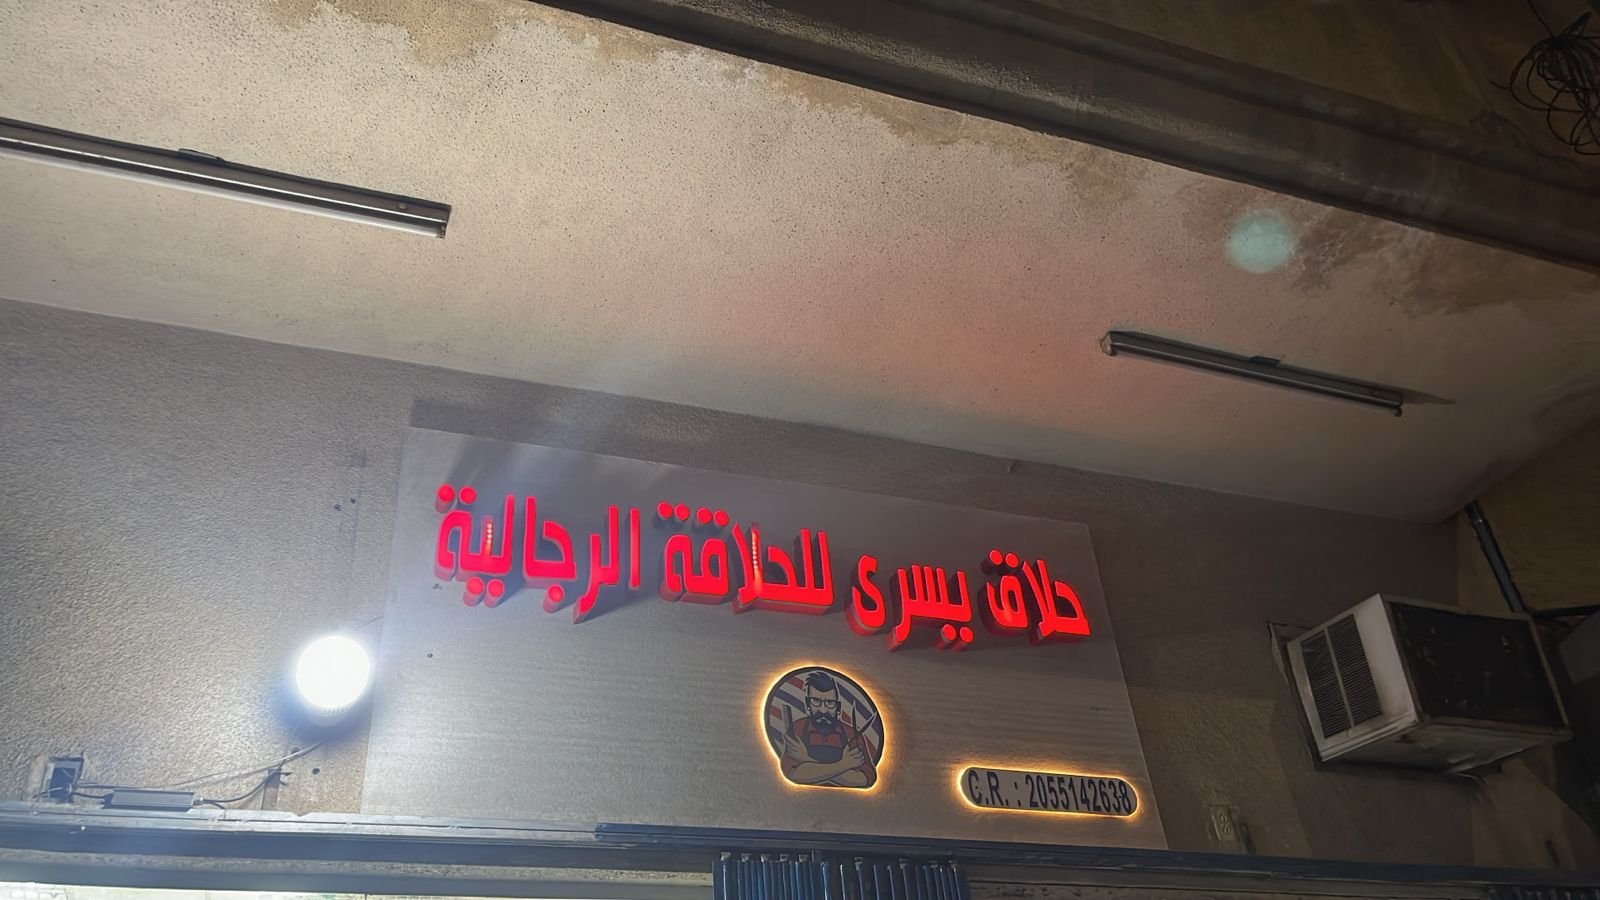 حلاق يسرى للحلاقة الرجالية
C.R. : 2055142638